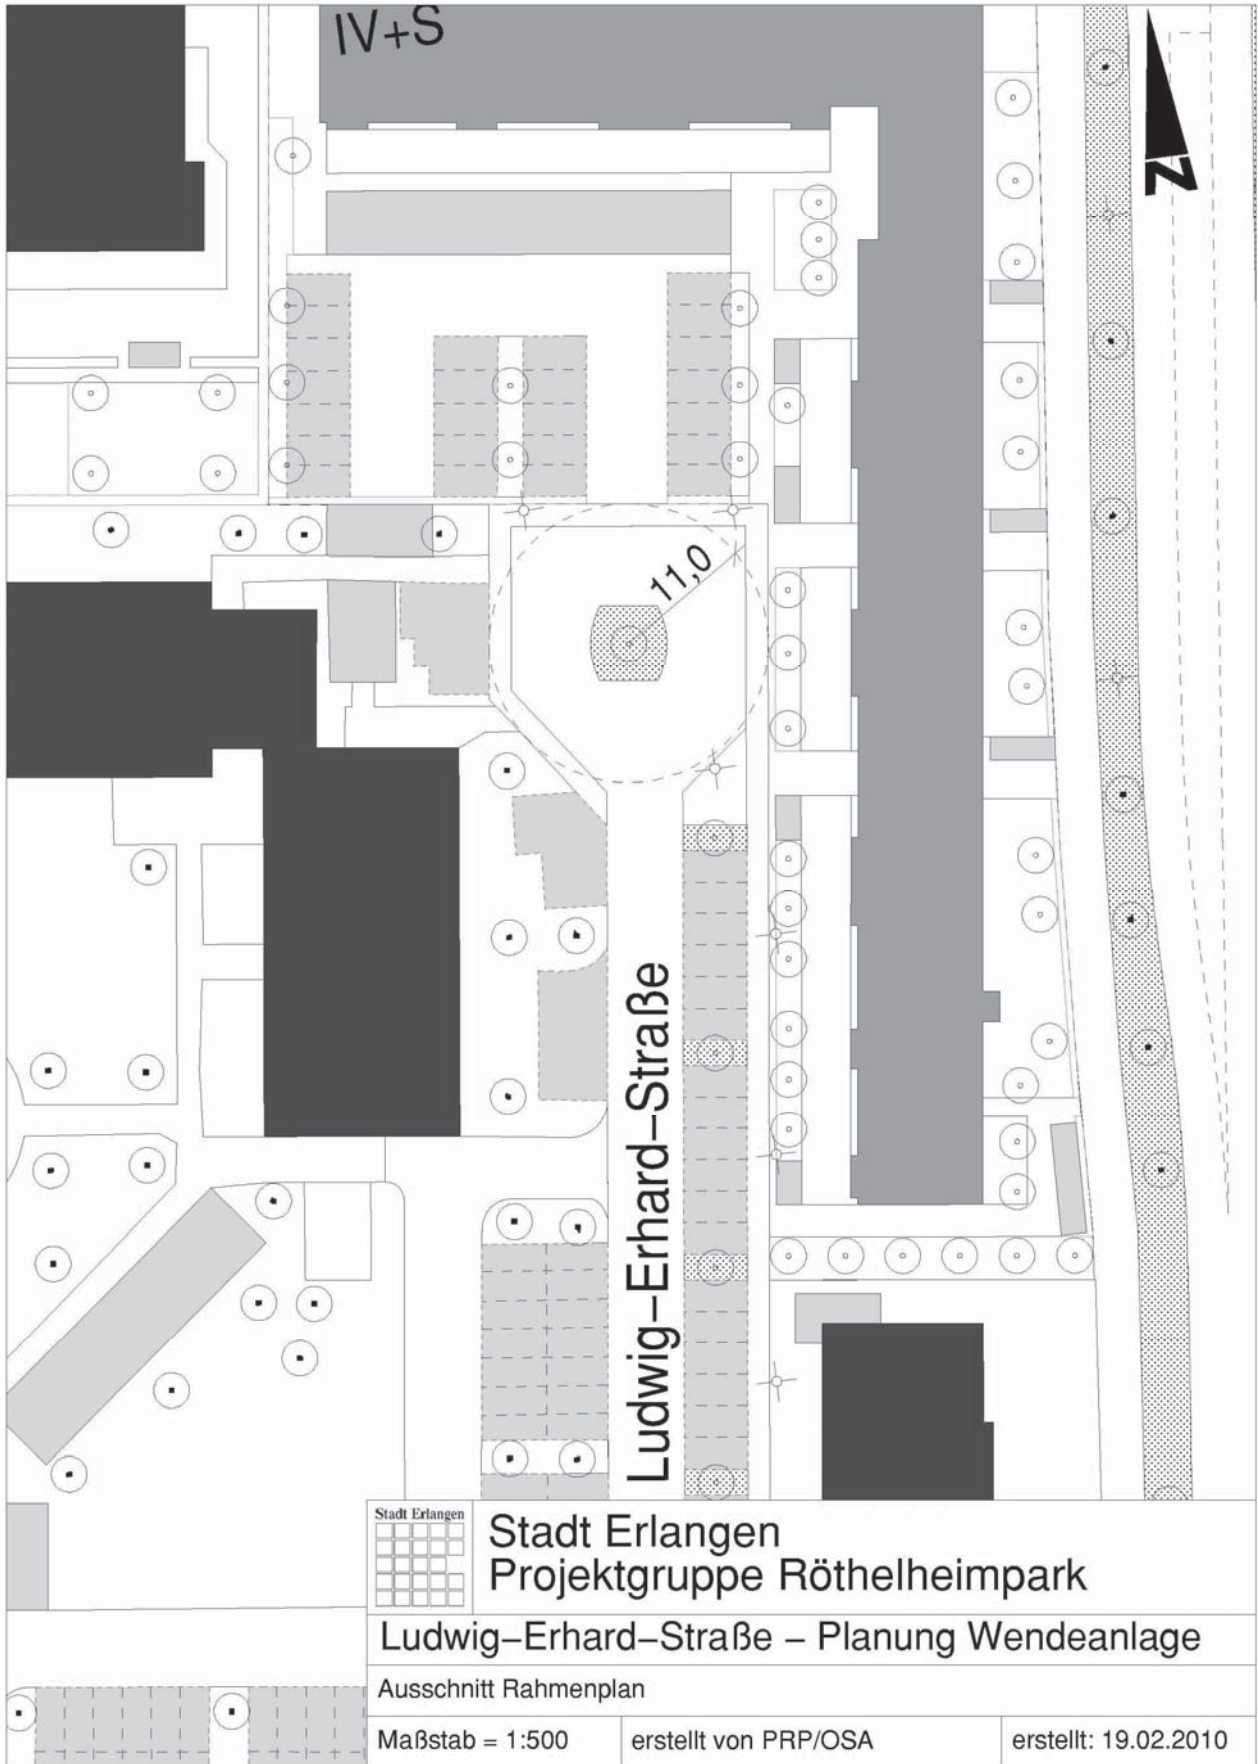 IV+S
N
11,0
Ludwig–Erhard–Straße
Stadt Erlangen
Stadt Erlangen
Projektgruppe Röthelheimpark
Ludwig–Erhard–Straße – Planung Wendeanlage
Ausschnitt Rahmenplan
Maßstab = 1:500
erstellt von PRP/OSA
erstellt: 19.02.2010